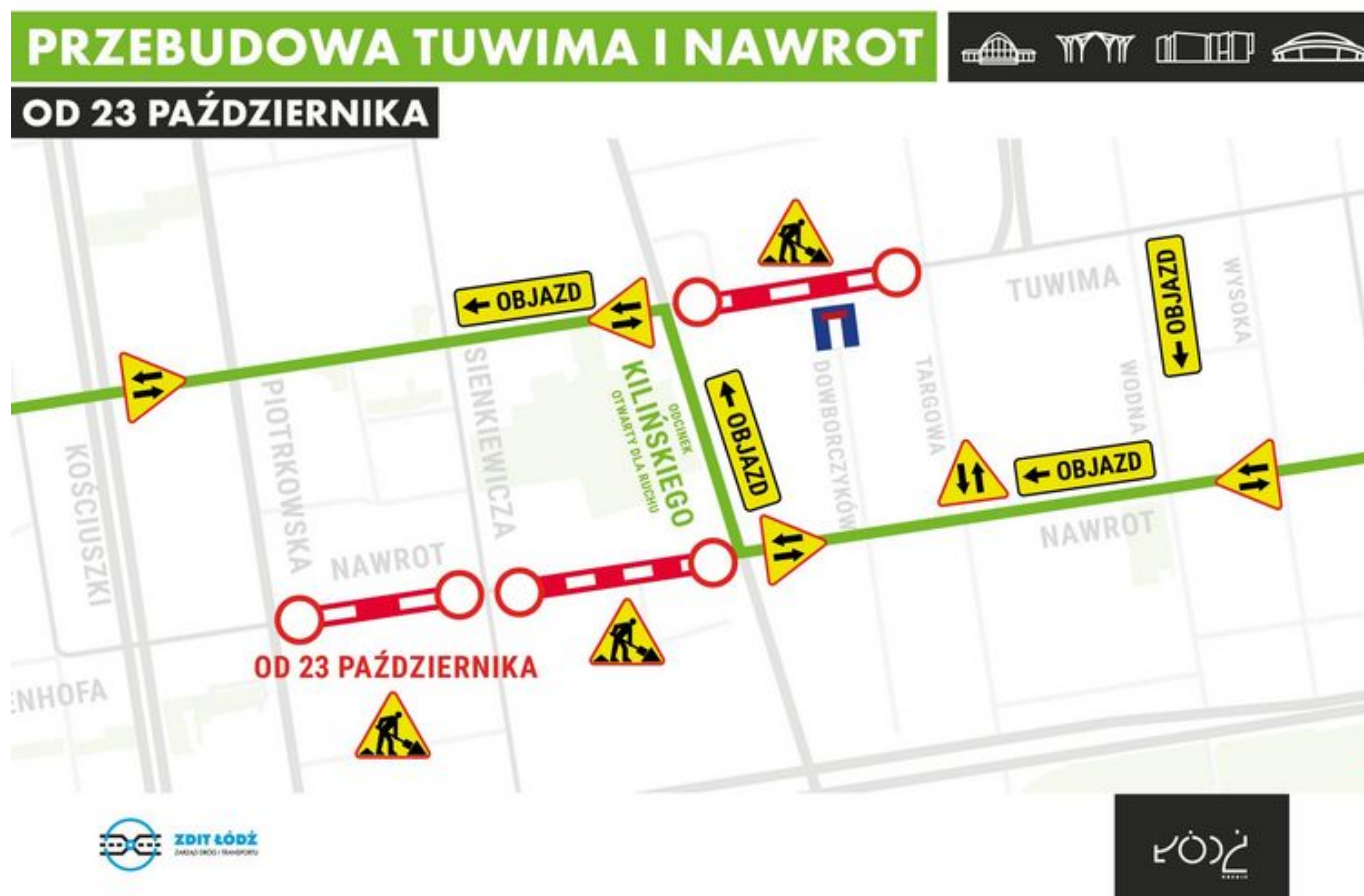 PRZEBUDOWA TUWIMA I NAWROT
OD 23 PAŹDZIERNIKA
← OBJAZD
TUWIMA
← OBJAZD
WYSOKA
KOŚCIUSZKI
PIOTRKOWSKA
SIENKIEWICZA
ODCINEK
KILIŃSKIEGO
OTWARTY DLA RUCHU
← OBJAZD
DOWBORCZYKÓW
TARGOWA
WODNA
← OBJAZD
NAWROT
NAWROT
OD 23 PAŹDZIERNIKA
ENHOFA
ZDIT ŁÓDŹ
ZARZĄD DRÓG I TRANSPORTU
ŁÓDŹ